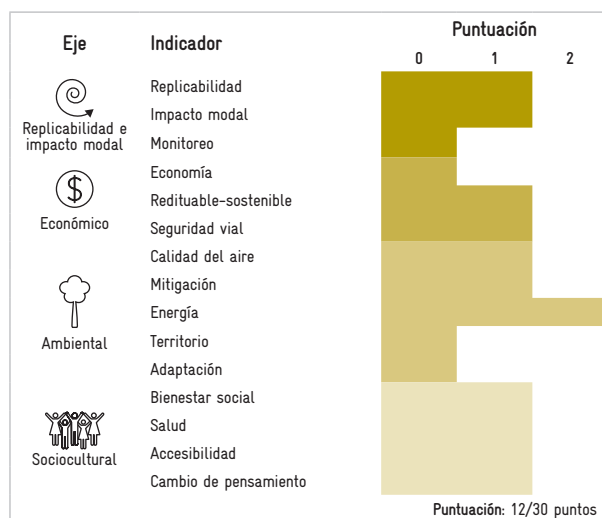 Eje
Indicador
Puntuación
0 1 2
Replicabilidad
Impacto modal
Monitoreo
Replicabilidad e
impacto modal
Economía
Redituable-sostenible
Seguridad vial
$
Económico
Calidad del aire
Mitigación
Energía
Territorio
Adaptación
Ambiental
Bienestar social
Salud
Accesibilidad
Cambio de pensamiento
Sociocultural
Puntuación: 12/30 puntos